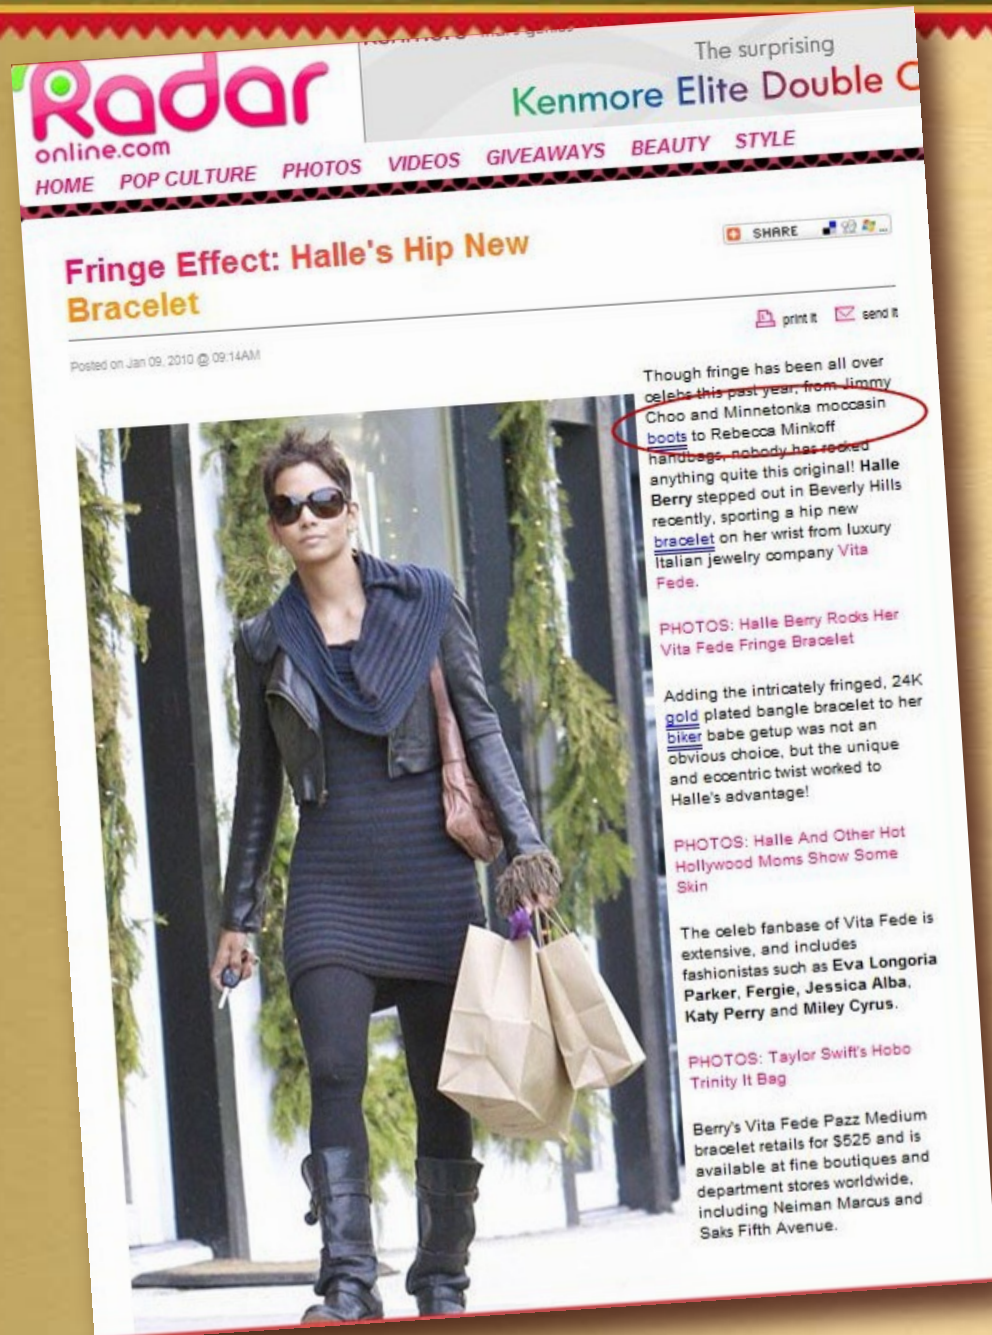 Radar
online.com
The surprising
Kenmore Elite Double
HOME POP CULTURE PHOTOS VIDEOS GIVEAWAYS BEAUTY STYLE
Fringe Effect: Halle's Hip New
Bracelet
SHARE
print it send it
Posted on Jan 09, 2010 @ 09:14AM
Though fringe has been all over
celebs this past year, from Jimmy
Choo and Minnetonka moccasin
boots to Rebecca Minkoff
handbags, nobody has rocked
anything quite this original! Halle
Berry stepped out in Beverly Hills
recently, sporting a hip new
bracelet on her wrist from luxury
Italian jewelry company Vita
Fede.
PHOTOS: Halle Berry Rocks Her
Vita Fede Fringe Bracelet
Adding the intricately fringed, 24K
gold plated bangle bracelet to her
biker babe getup was not an
obvious choice, but the unique
and eccentric twist worked to
Halle's advantage!
PHOTOS: Halle And Other Hot
Hollywood Moms Show Some
Skin
The celeb fanbase of Vita Fede is
extensive, and includes
fashionistas such as Eva Longoria
Parker, Fergie, Jessica Alba,
Katy Perry and Miley Cyrus.
PHOTOS: Taylor Swift's Hobo
Trinity It Bag
Berry's Vita Fede Pazz Medium
bracelet retails for $525 and is
available at fine boutiques and
department stores worldwide,
including Neiman Marcus and
Saks Fifth Avenue.